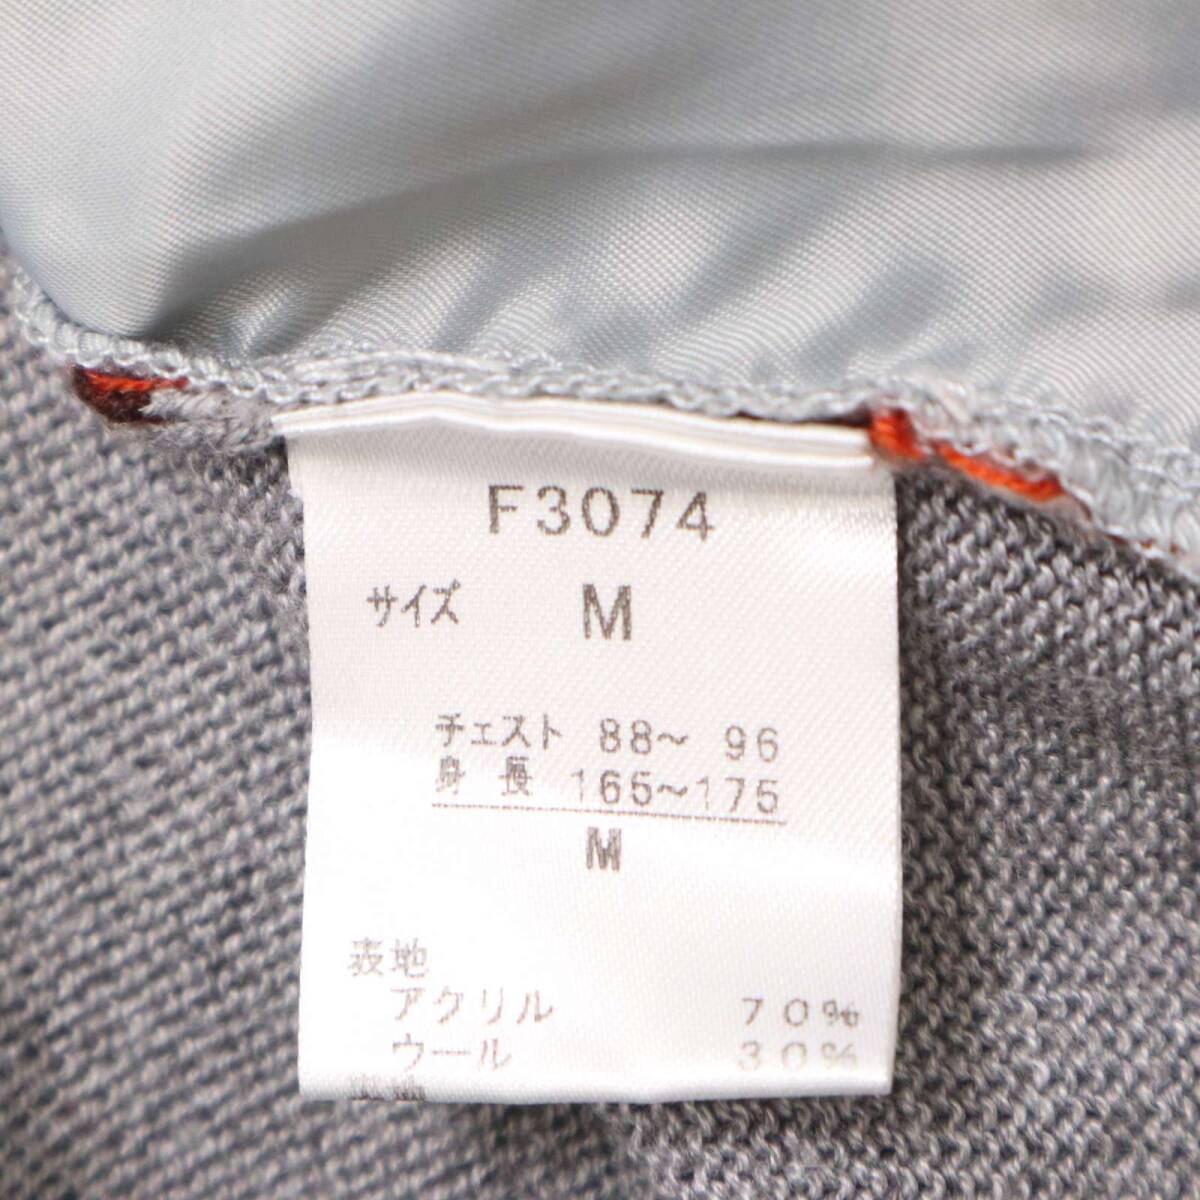 F3074
サイズ M
チェスト 88～ 96
身長 165～175
M
表地
アクリル 70%
ウール 30%